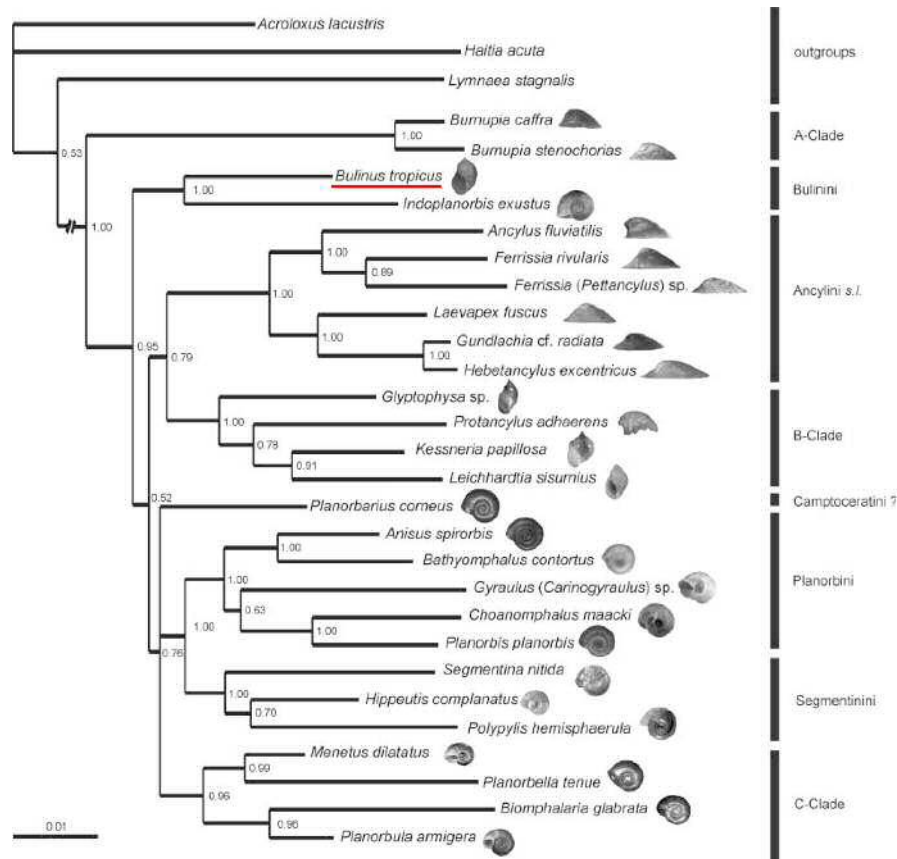 Acroloxus lacustris
Haitia acuta
outgroups
Lymnaea stagnalis
0.53
Burnupia caffra
1.00
A-Clade
Burnupia stenochorias
Bulinus tropicus
1.00
Bulinini
Indoplanorbis exustus
1.00
Ancylus fluviatilis
1.00
Ferrissia rivularis
0.89
Ferrissia (Pettancylus) sp.
1.00
Ancylini s.l.
Laevapex fuscus
1.00
Gundlachia cf. radiata
0.95
0.79
1.00
Hebetancylus excentricus
Glyptophysa sp.
1.00
Protancylus adhaerens
B-Clade
0.78
Kessneria papillosa
0.91
Leichhardtia sisurnius
0.52
Camptoceratini ?
Planorbarius corneus
Anisus spirorbis
1.00
Bathyomphalus contortus
1.00
Planorbini
Gyraulus (Carinogyraulus) sp.
0.63
Choanomphalus maacki
1.00
1.00
Planorbis planorbis
0.76
Segmentina nitida
1.00
Hippeutis complanatus
Segmentinini
0.70
Polypylis hemisphaerula
Menetus dilatatus
0.99
Planorbella tenue
0.96
Biomphalaria glabrata
C-Clade
0.01
0.96
Planorbula armigera